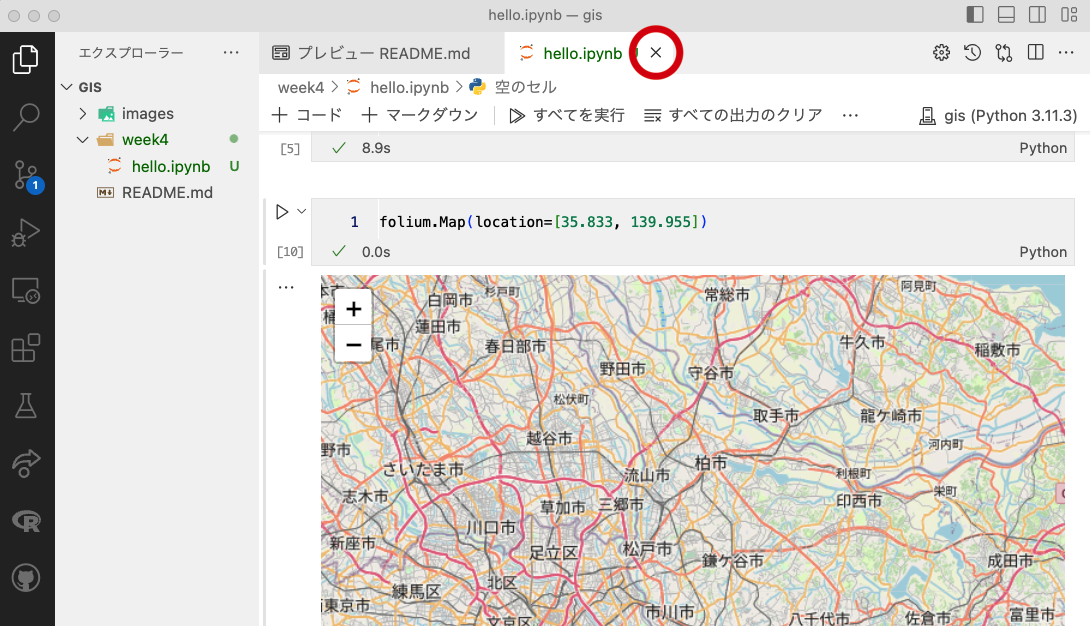 hello.ipynb — gis
エクスプローラー
GIS
images
week4
hello.ipynb U
README.md
1
プレビュー README.md
hello.ipynb
week4 > hello.ipynb > 空のセル
+ コード + マークダウン すべてを実行 すべての出力のクリア ... gis (Python 3.11.3)
[5] 8.9s Python
1 folium.Map(location=[35.833, 139.955])
[10] 0.0s Python
+
−
白岡市
杉戸町
常総市
阿見町
蓮田市
尾市
春日部市
牛久市
稲敷市
野田市
守谷市
松伏町
取手市
龍ケ崎市
越谷市
河内町
野市
さいたま市
流山市
柏市
利根町
栄町
志木市
草加市
三郷市
印西市
川口市
新座市
足立区
松戸市
鎌ケ谷市
成田市
練馬区
北区
東京市
市川市
八千代市
佐倉市
富里市
文京区